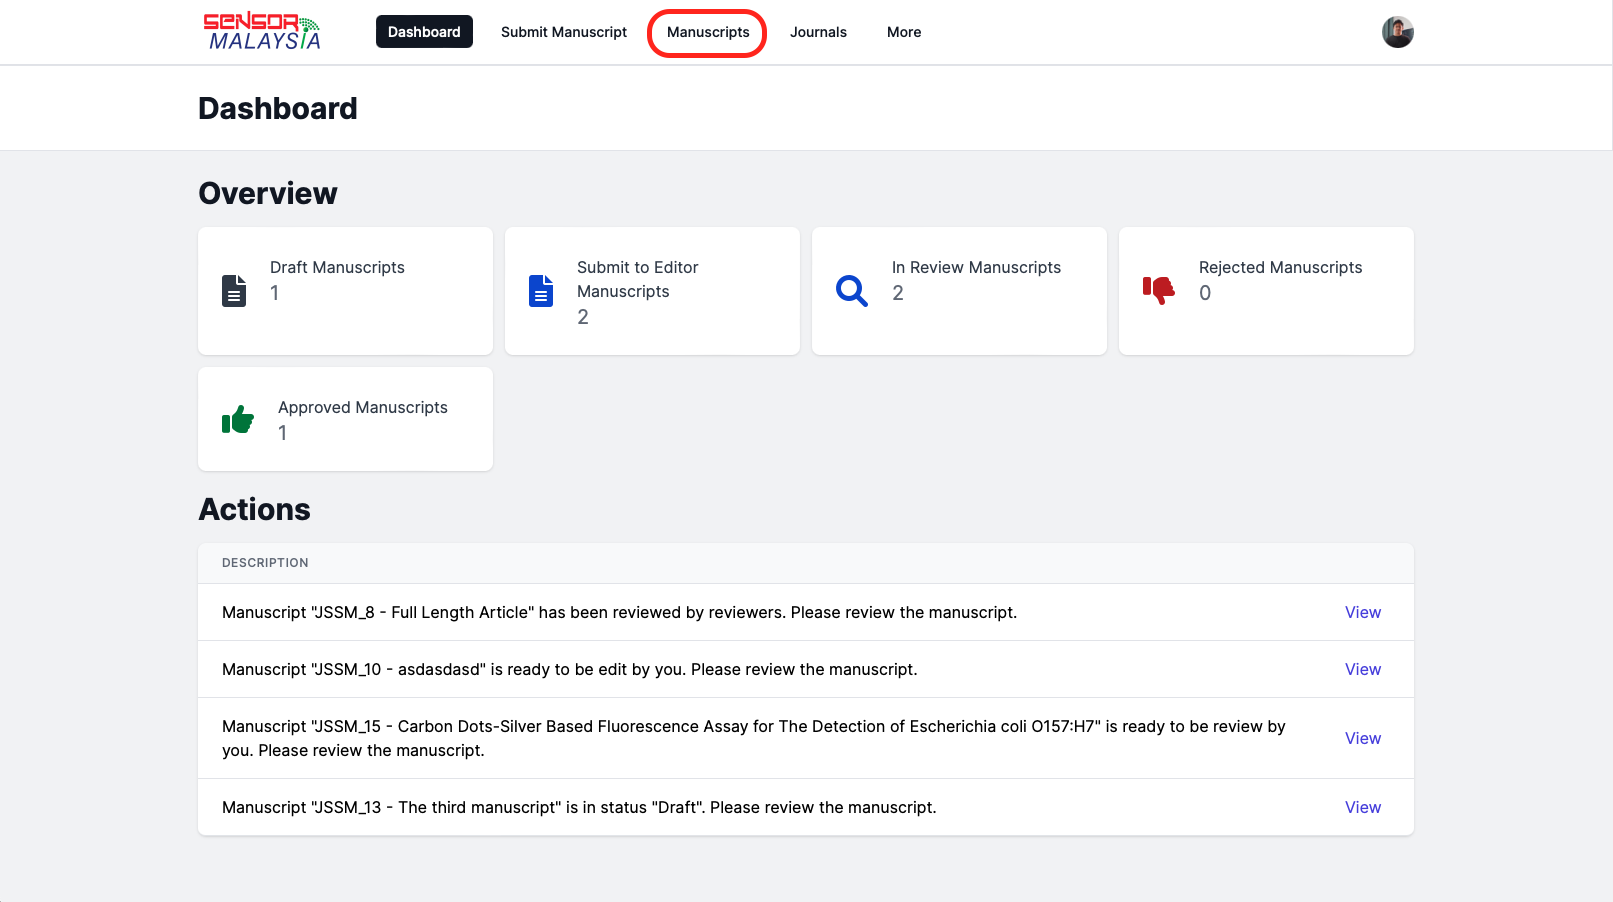 SENSOR
MALAYSIA
Dashboard
Submit Manuscript
Manuscripts
Journals
More
Dashboard
Overview
Draft Manuscripts
1
Submit to Editor
Manuscripts
2
In Review Manuscripts
2
Rejected Manuscripts
0
Approved Manuscripts
1
Actions
DESCRIPTION
Manuscript "JSSM_8 - Full Length Article" has been reviewed by reviewers. Please review the manuscript.
View
Manuscript "JSSM_10 - asdasdasd" is ready to be edit by you. Please review the manuscript.
View
Manuscript "JSSM_15 - Carbon Dots-Silver Based Fluorescence Assay for The Detection of Escherichia coli O157:H7" is ready to be review by
you. Please review the manuscript.
View
Manuscript "JSSM_13 - The third manuscript" is in status "Draft". Please review the manuscript.
View